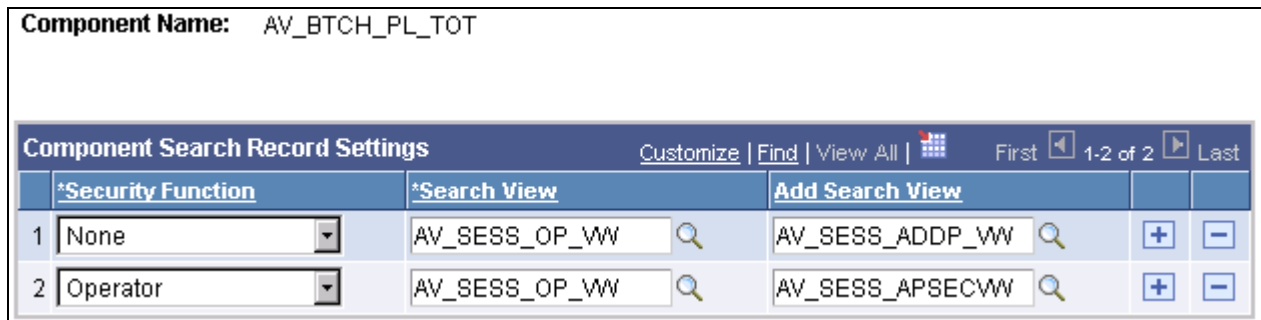 Component Name: AV_BTCH_PL_TOT
Component Search Record Settings Customize | Find | View All | First 1-2 of 2 Last
*Security Function *Search View Add Search View
1 None AV_SESS_OP_VW AV_SESS_ADDP_VW + −
2 Operator AV_SESS_OP_VW AV_SESS_APSECVW + −